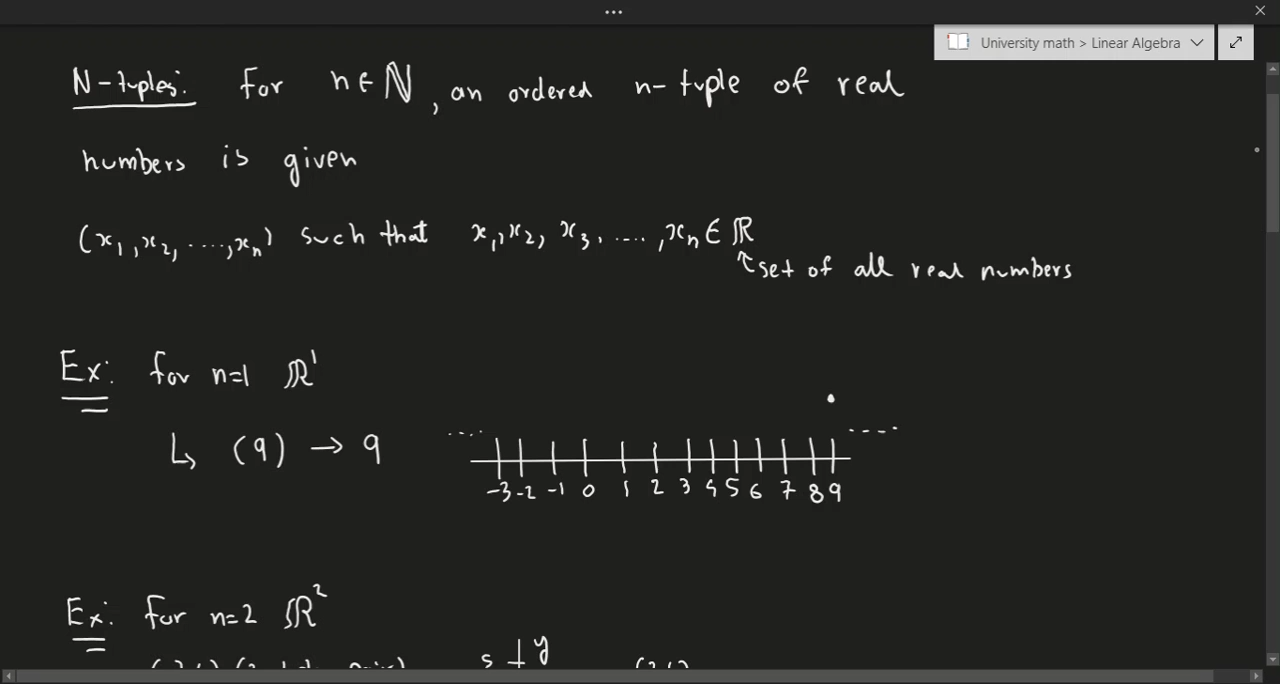 ...
University math > Linear Algebra
N-tuples: For n∈ℕ, an ordered n-tuple of real
numbers is given
(x₁, x₂, ....., xₙ) such that x₁, x₂, x₃, ....., xₙ ∈ ℝ
↖ set of all real numbers
Ex: for n=1 ℝ¹
↳ (9) → 9
-3 -2 -1 0 1 2 3 4 5 6 7 8 9
Ex: for n=2 ℝ²
5 y